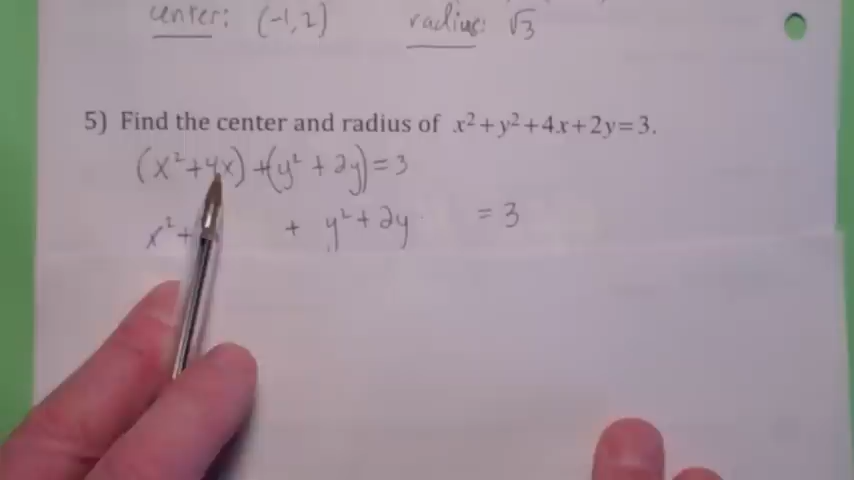 center: (-1,2) radius: √3
5) Find the center and radius of x²+y²+4x+2y=3.
(x²+4x)+(y²+2y)=3
x²+ + y²+2y =3